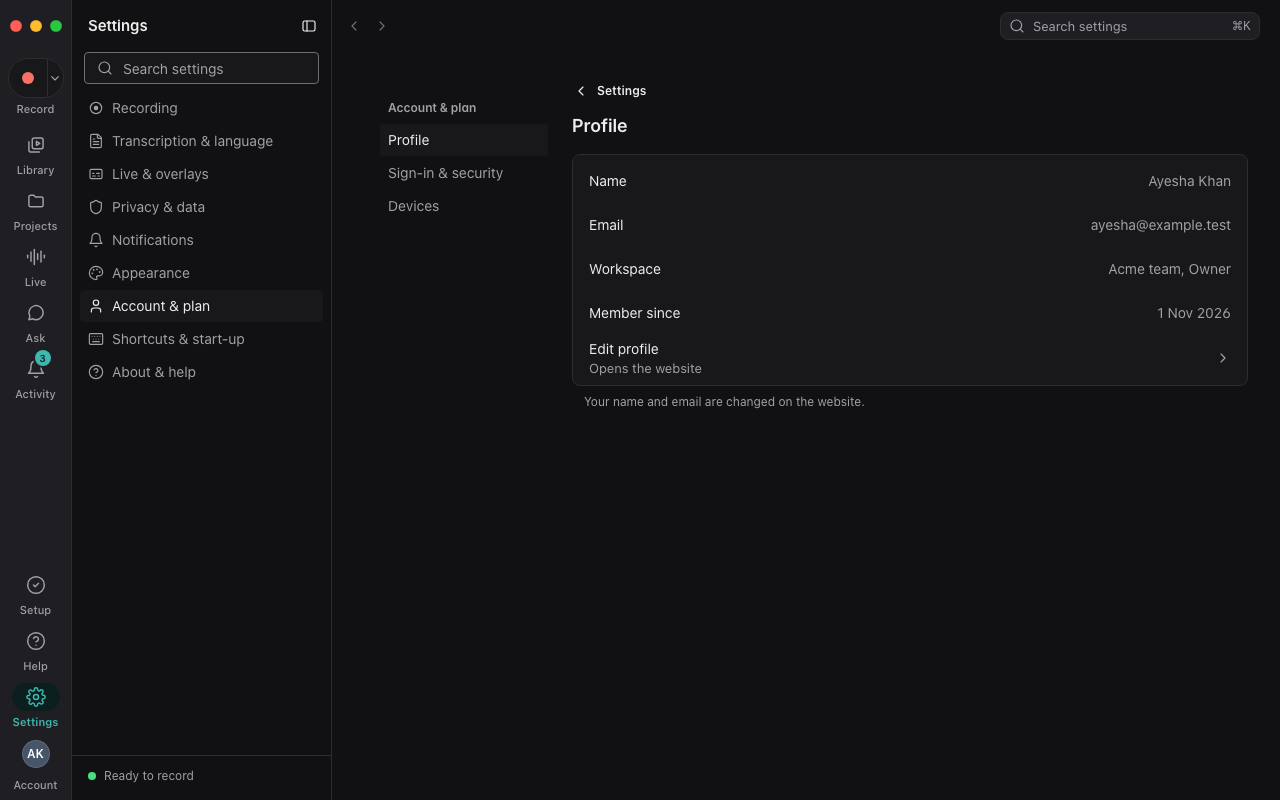 Settings
Search settings
⌘K
Record
Library
Projects
Live
Ask
3
Activity
Setup
Help
Settings
AK
Account
Search settings
Recording
Transcription & language
Live & overlays
Privacy & data
Notifications
Appearance
Account & plan
Shortcuts & start-up
About & help
Ready to record
Account & plan
Profile
Sign-in & security
Devices
Settings
Profile
Name
Ayesha Khan
Email
ayesha@example.test
Workspace
Acme team, Owner
Member since
1 Nov 2026
Edit profile
Opens the website
Your name and email are changed on the website.